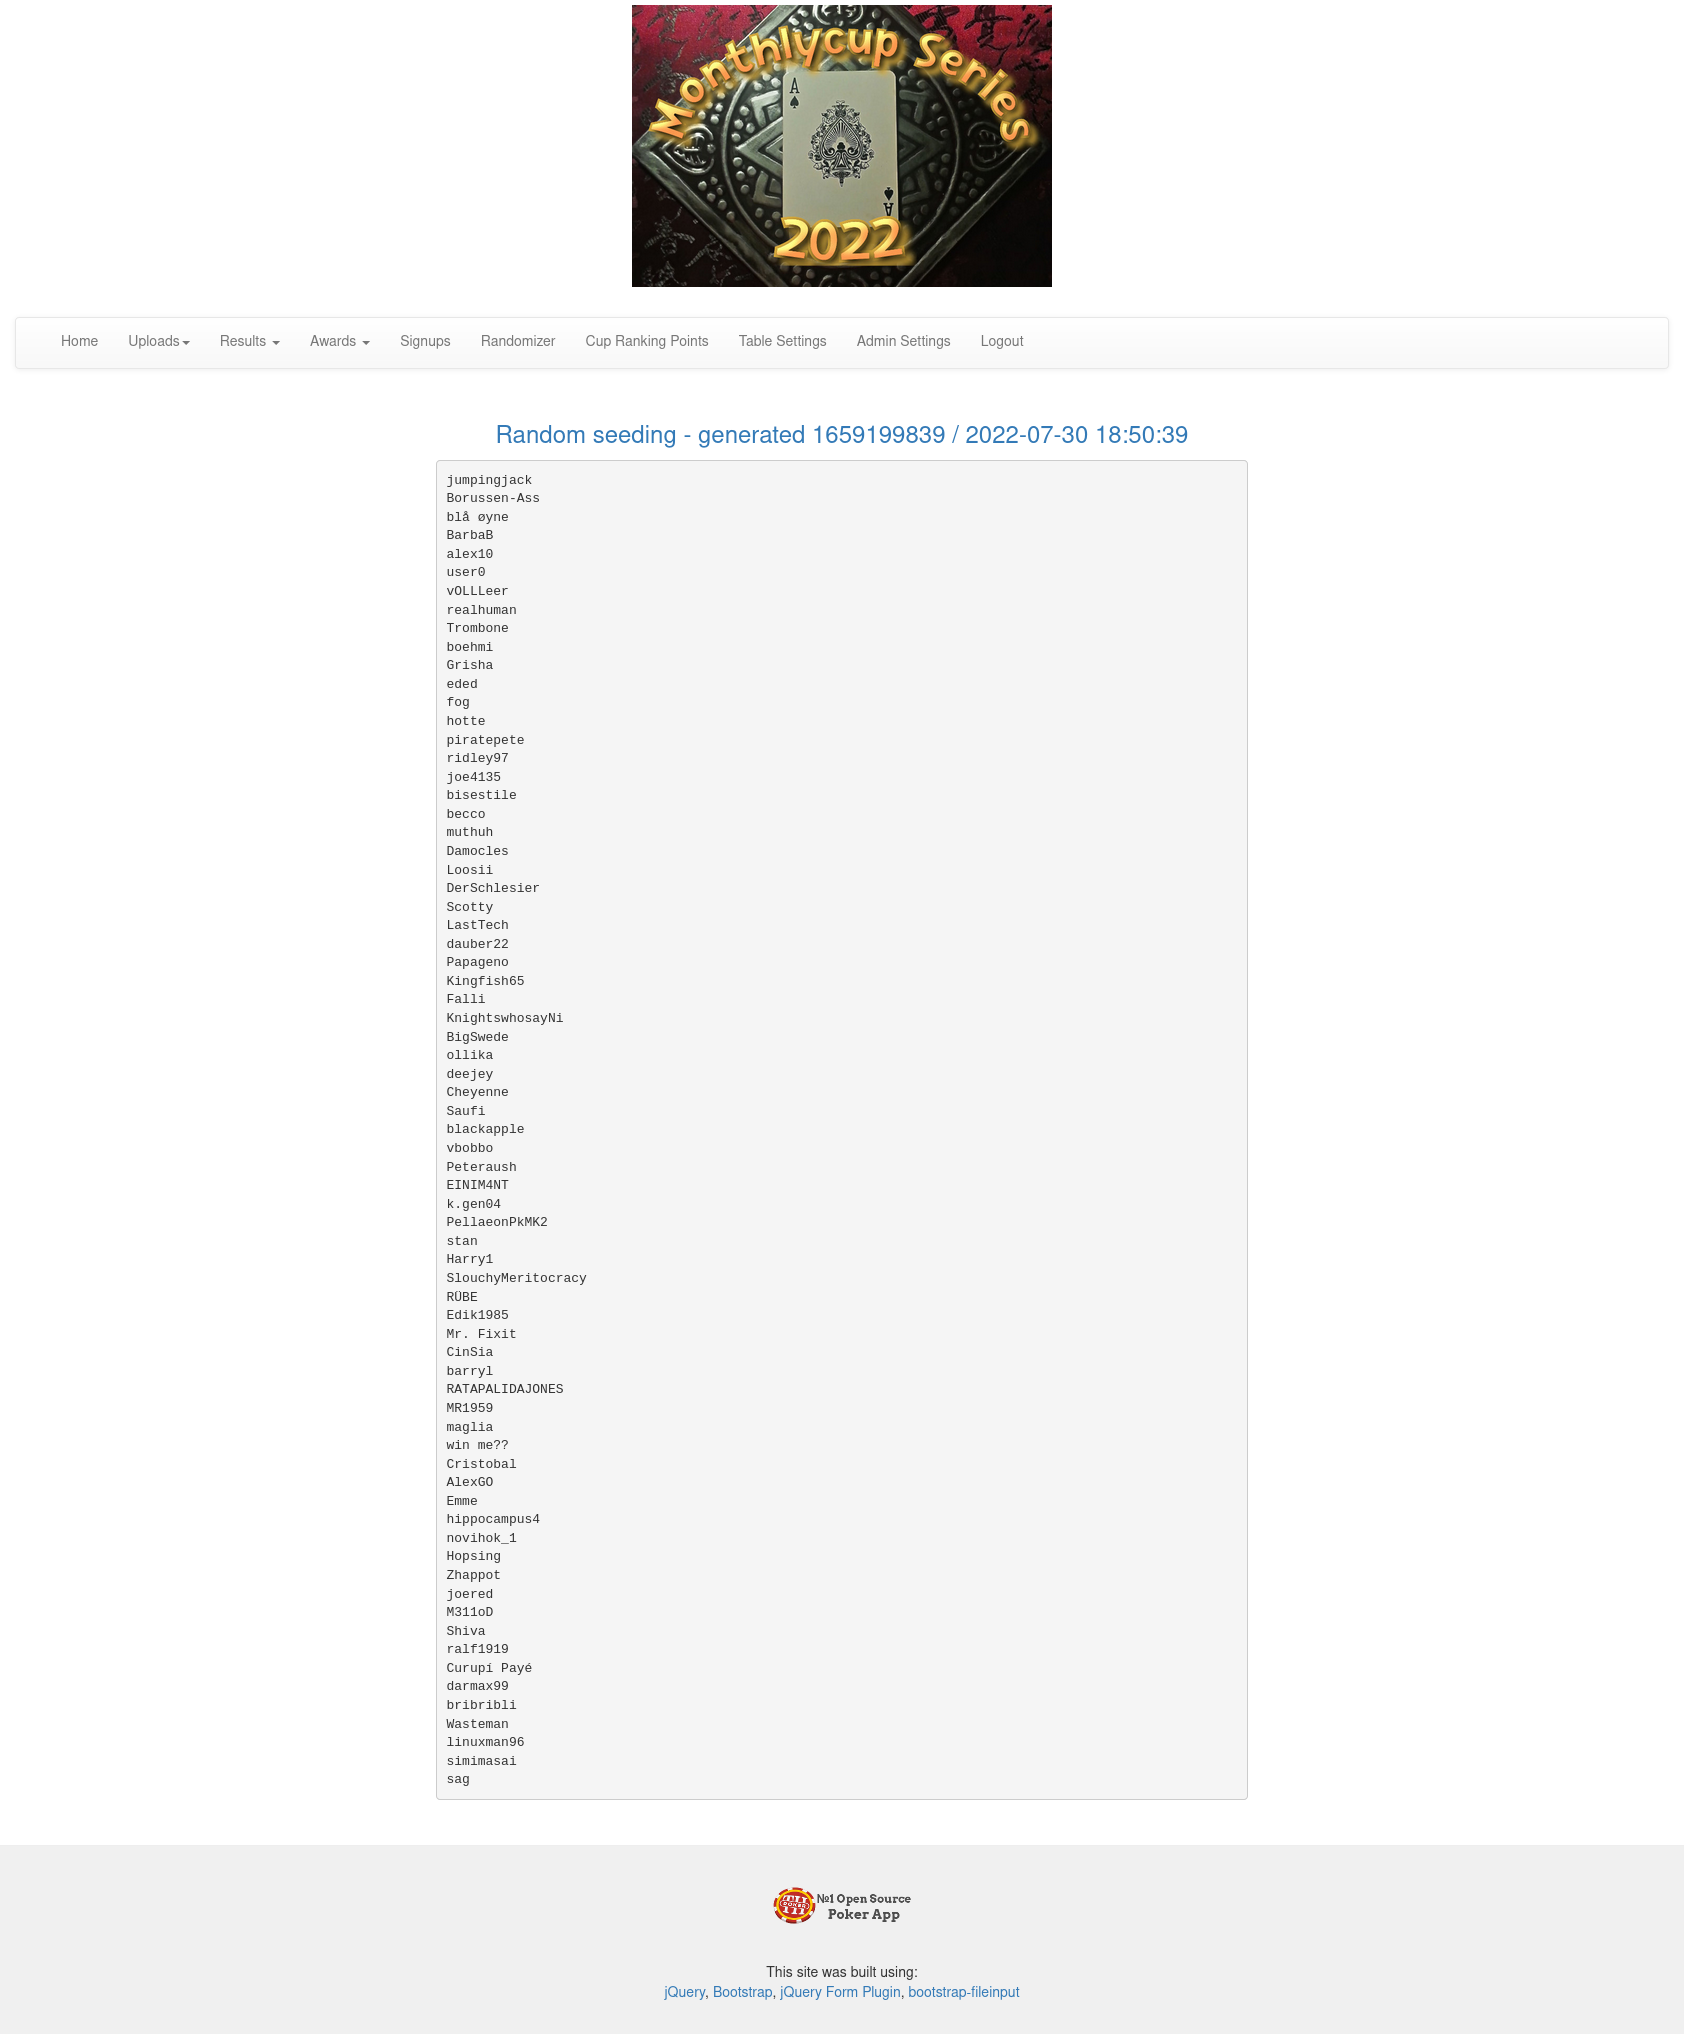 Monthlycup Series
A
A
2022
Home Uploads Results Awards Signups Randomizer Cup Ranking Points Table Settings Admin Settings Logout
Random seeding - generated 1659199839 / 2022-07-30 18:50:39
jumpingjack
Borussen-Ass
blå øyne
BarbaB
alex10
user0
vOLLLeer
realhuman
Trombone
boehmi
Grisha
eded
fog
hotte
piratepete
ridley97
joe4135
bisestile
becco
muthuh
Damocles
Loosii
DerSchlesier
Scotty
LastTech
dauber22
Papageno
Kingfish65
Falli
KnightswhosayNi
BigSwede
ollika
deejey
Cheyenne
Saufi
blackapple
vbobbo
Peteraush
EINIM4NT
k.gen04
PellaeonPkMK2
stan
Harry1
SlouchyMeritocracy
RÜBE
Edik1985
Mr. Fixit
CinSia
barryl
RATAPALIDAJONES
MR1959
maglia
win me??
Cristobal
AlexGO
Emme
hippocampus4
novihok_1
Hopsing
Zhappot
joered
M311oD
Shiva
ralf1919
Curupí Payé
darmax99
bribribli
Wasteman
linuxman96
simimasai
sag
№1 Open Source
Poker App
This site was built using:
jQuery, Bootstrap, jQuery Form Plugin, bootstrap-fileinput